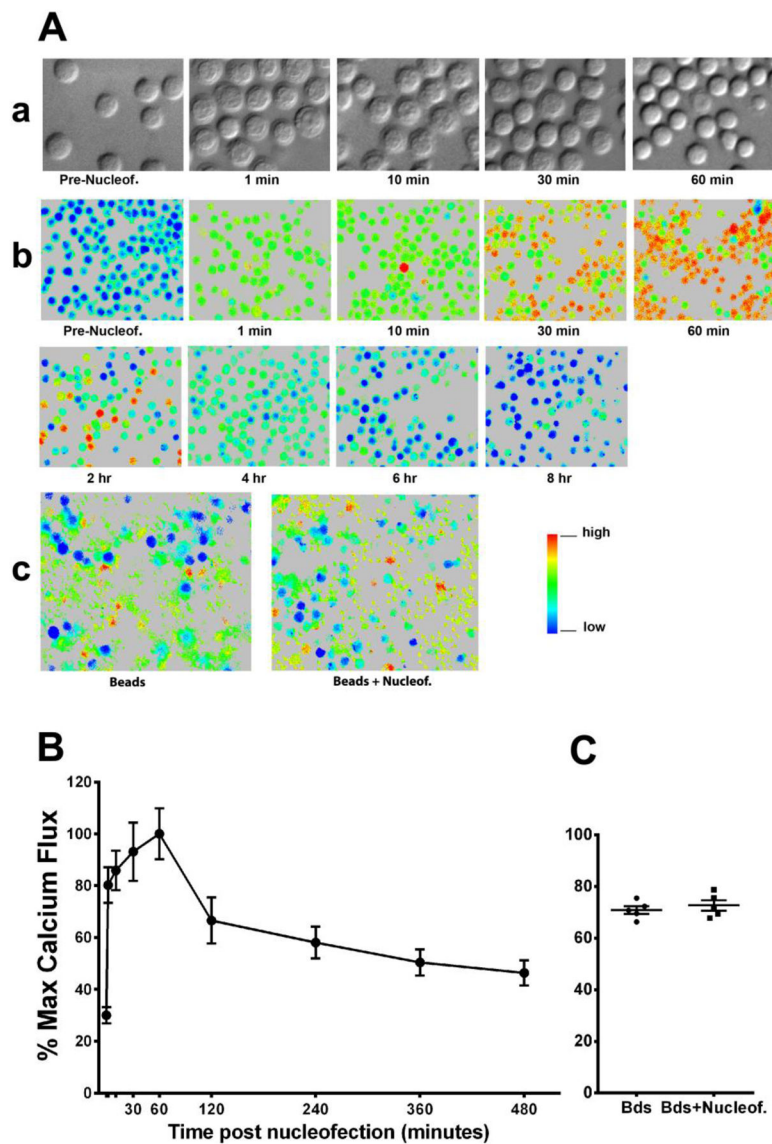 A
a
Pre-Nucleof. 1 min 10 min 30 min 60 min
b
Pre-Nucleof. 1 min 10 min 30 min 60 min
2 hr 4 hr 6 hr 8 hr
c
high
low
Beads Beads + Nucleof.
B
% Max Calcium Flux
120
100
80
60
40
20
0
30 60 120 240 360 480
Time post nucleofection (minutes)
C
100
80
60
40
20
0
Bds Bds+Nucleof.